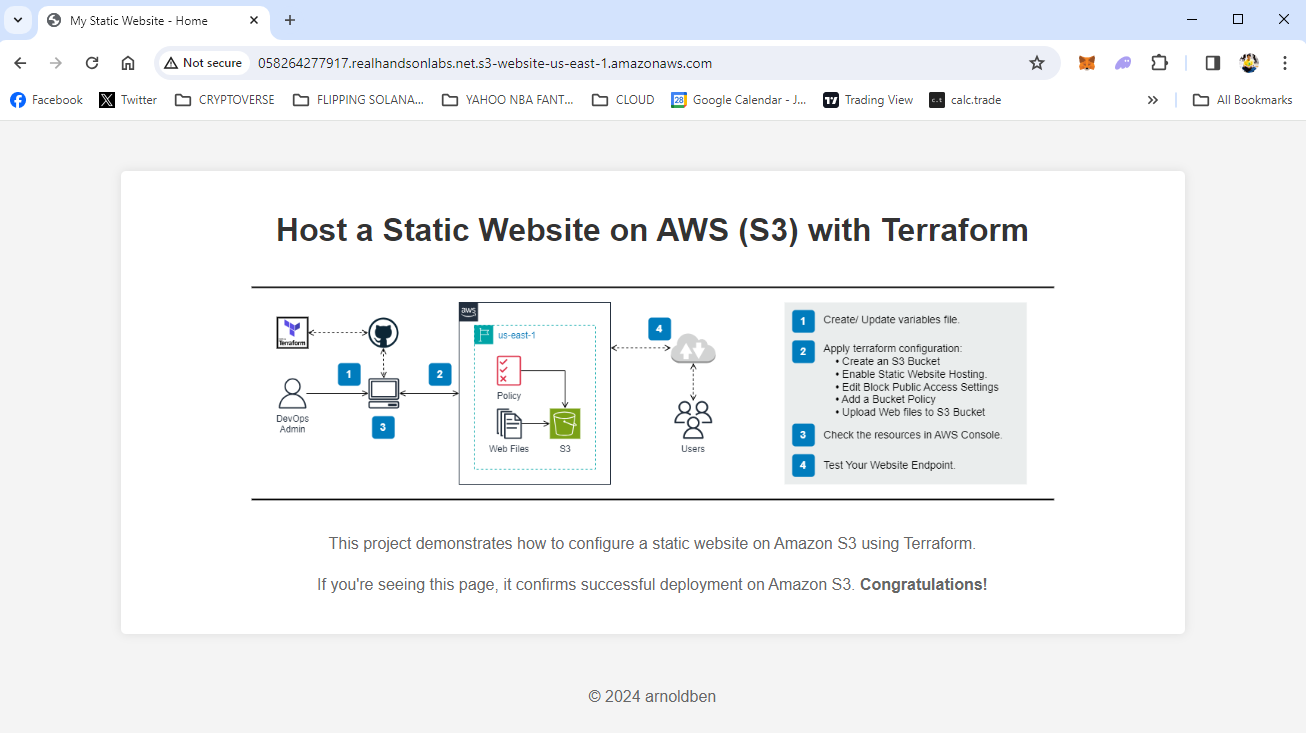 My Static Website - Home
Not secure
058264277917.realhandsonlabs.net.s3-website-us-east-1.amazonaws.com
Facebook
Twitter
CRYPTOVERSE
FLIPPING SOLANA...
YAHOO NBA FANT...
CLOUD
28
Google Calendar - J...
Trading View
c.t
calc.trade
All Bookmarks
Host a Static Website on AWS (S3) with Terraform
Terraform
aws
us-east-1
Policy
Web Files
S3
DevOps
Admin
1
2
3
4
Users
1 Create/ Update variables file.
2 Apply terraform configuration:
• Create an S3 Bucket
• Enable Static Website Hosting.
• Edit Block Public Access Settings
• Add a Bucket Policy
• Upload Web files to S3 Bucket
3 Check the resources in AWS Console.
4 Test Your Website Endpoint.
This project demonstrates how to configure a static website on Amazon S3 using Terraform.
If you're seeing this page, it confirms successful deployment on Amazon S3. Congratulations!
© 2024 arnoldben